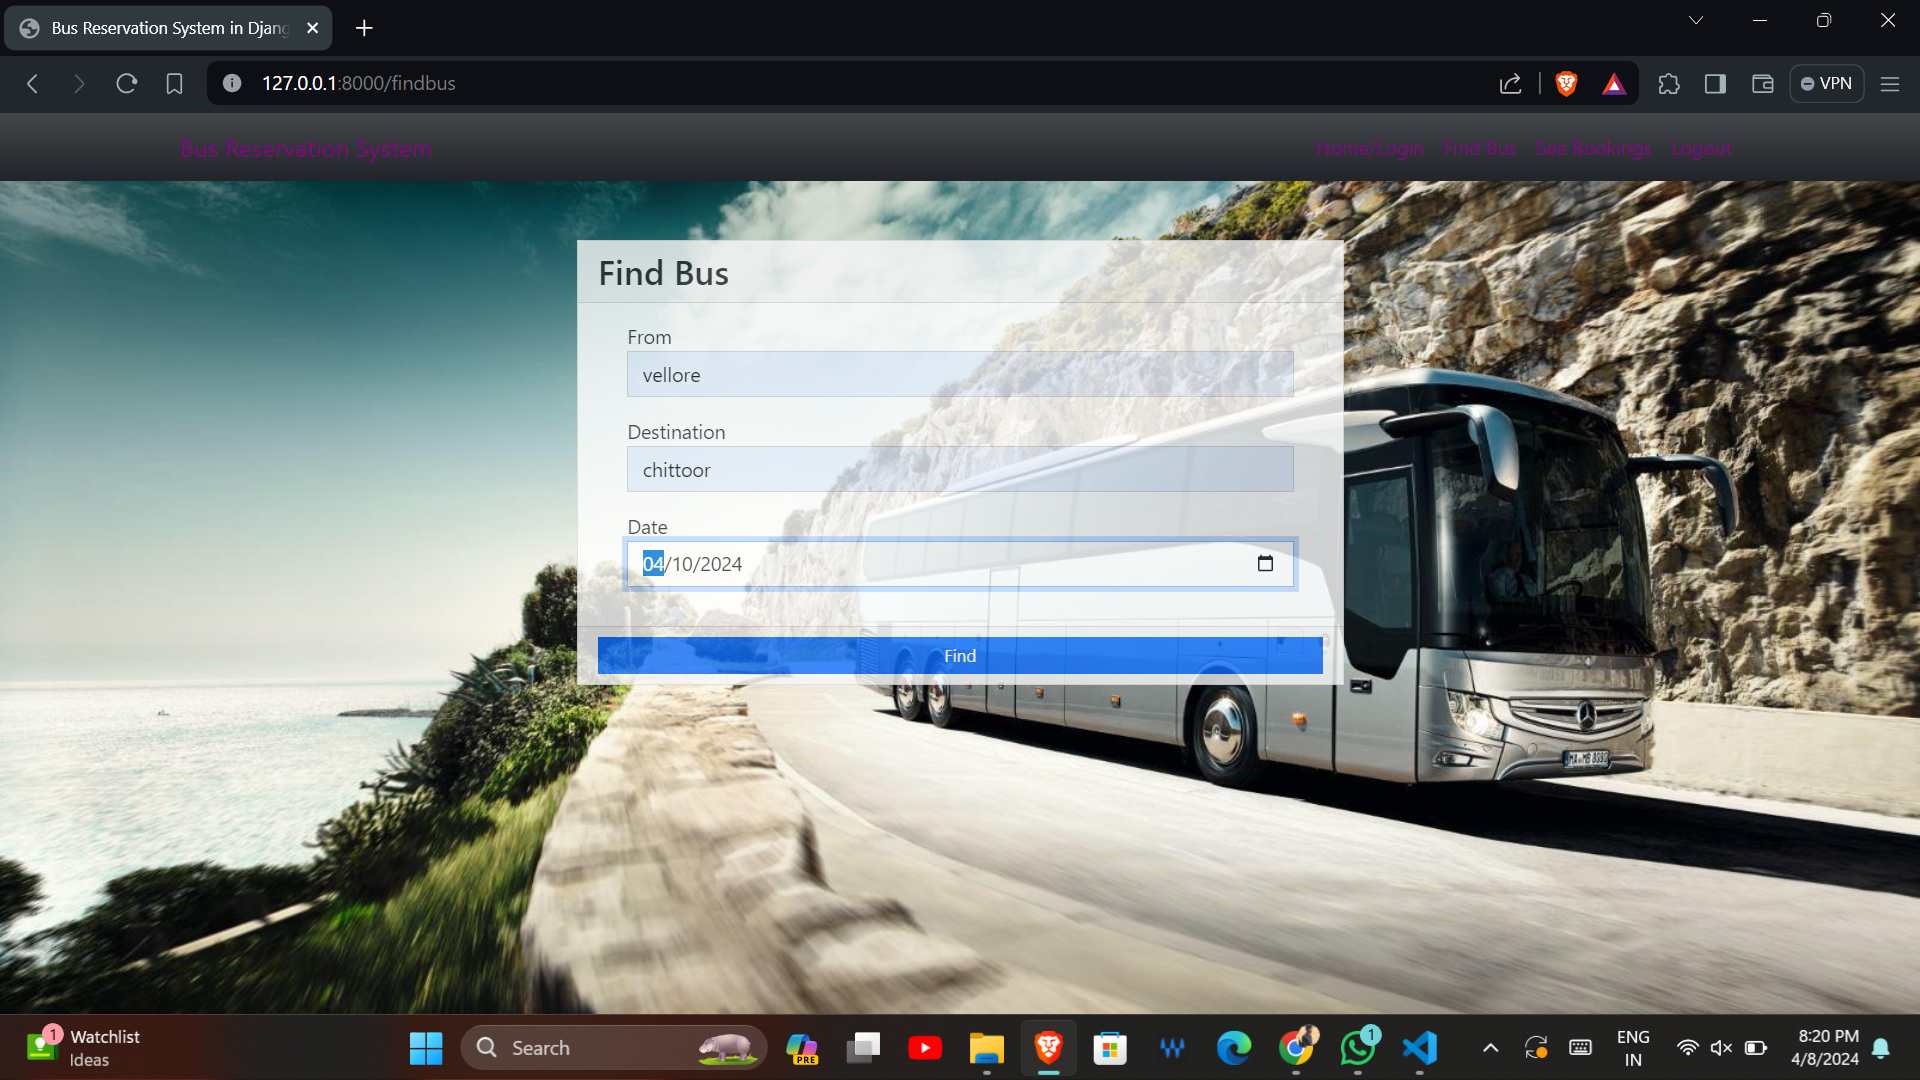 Bus Reservation System in Djang
127.0.0.1:8000/findbus
VPN
Bus Reservation System
Home/Login Find Bus See Bookings Logout
Find Bus
From
vellore
Destination
chittoor
Date
04/10/2024
Find
1
Watchlist
Ideas
Search
PRE
W
1
ENG
IN
8:20 PM
4/8/2024